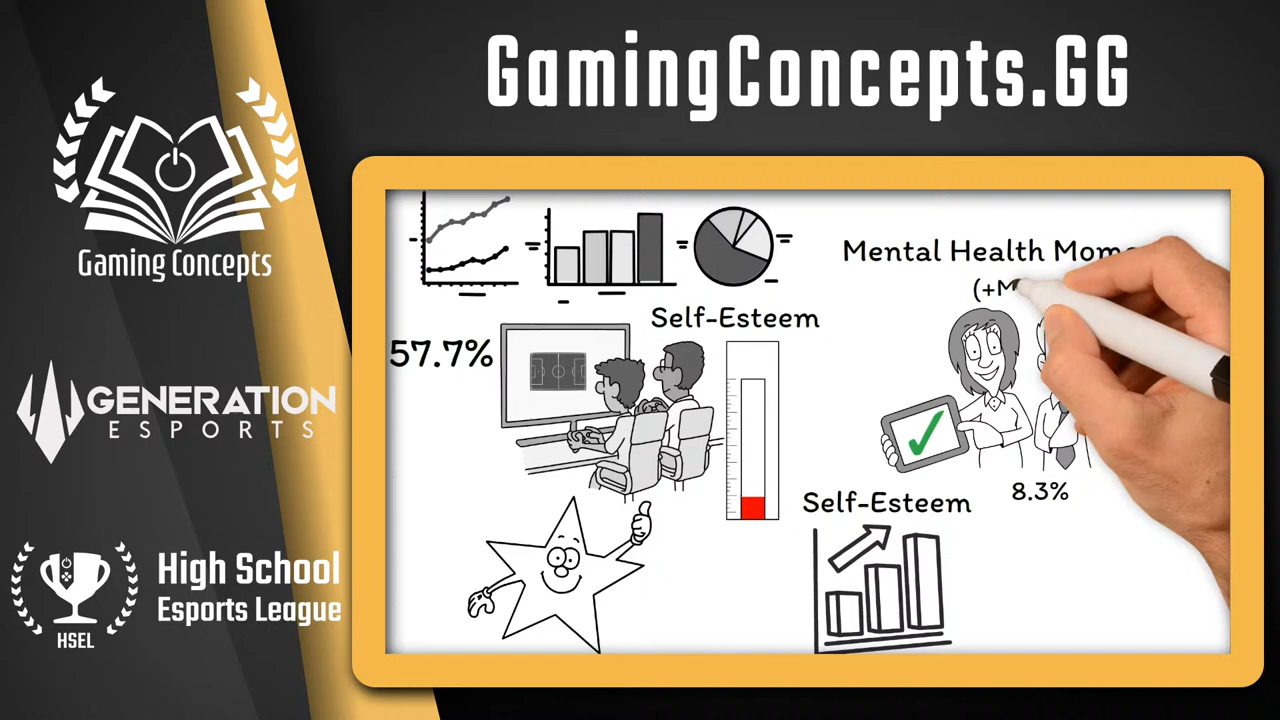 GamingConcepts.GG
Gaming Concepts
GENERATION
ESPORTS
High School
Esports League
HSEL
57.7%
Self-Esteem
Mental Health
(+M
8.3%
Self-Esteem